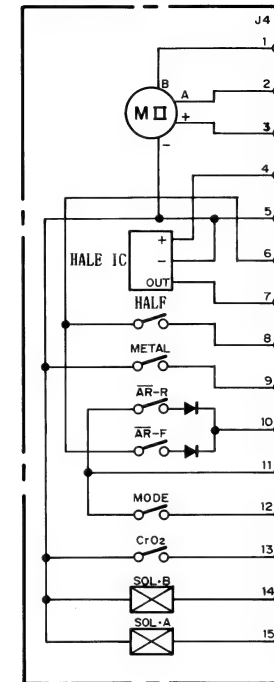 J4
1
B
A
2
M II
+
3
−
4
5
+
HALE IC
−
6
OUT
7
HALF
8
METAL
9
AR-R
10
AR-F
11
MODE
12
CrO2
13
SOL·B
14
SOL·A
15